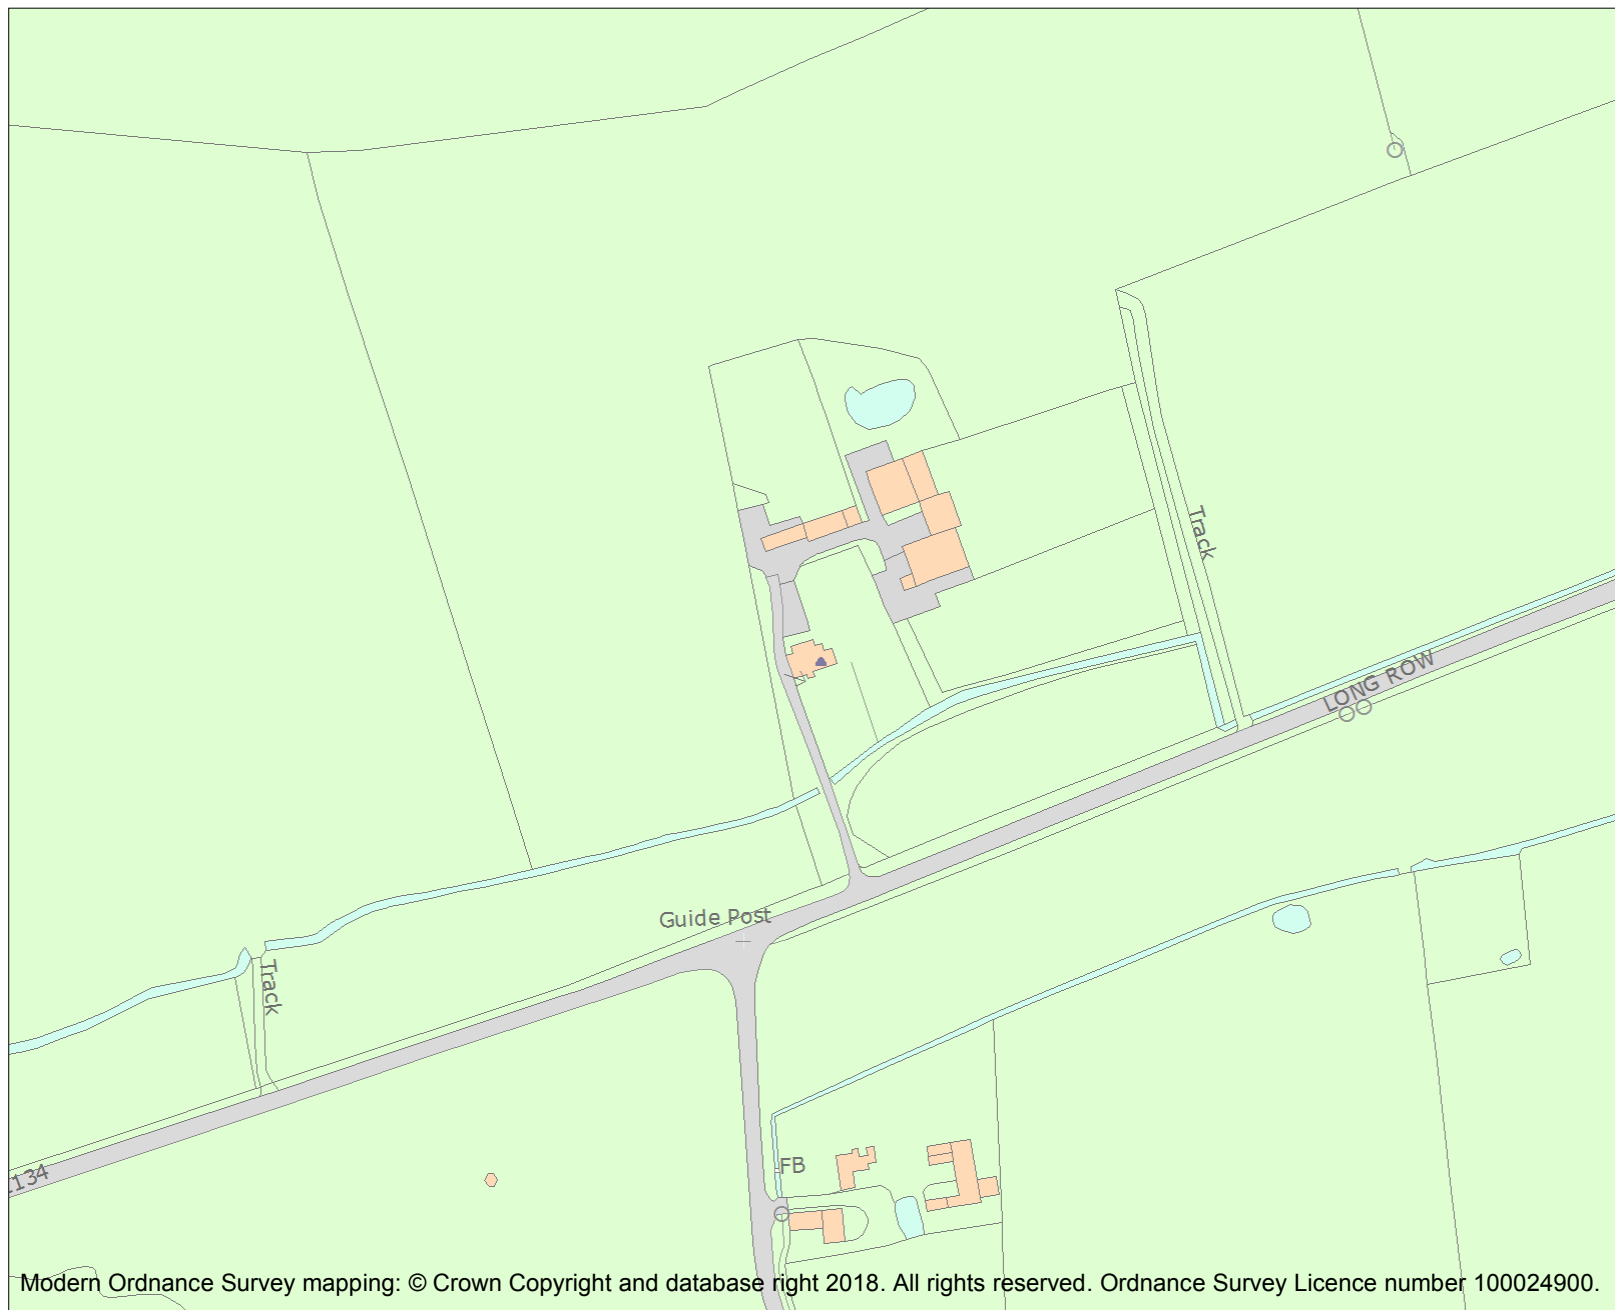 Track
LONG ROW
Guide Post
Track
1134
FB
Modern Ordnance Survey mapping: © Crown Copyright and database right 2018. All rights reserved. Ordnance Survey Licence number 100024900.